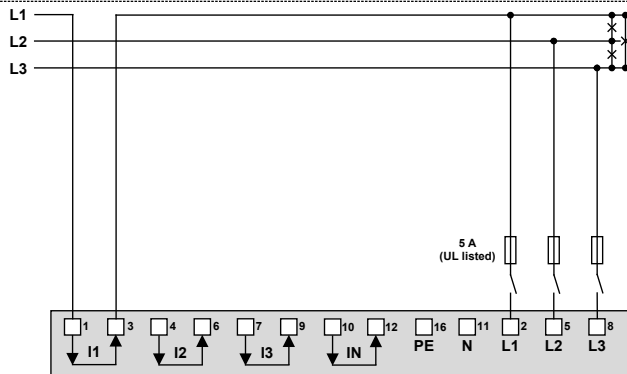 L1
L2
L3
5 A
(UL listed)
1 3 4 6 7 9 10 12 16 11 2 5 8
I1 I2 I3 IN PE N L1 L2 L3